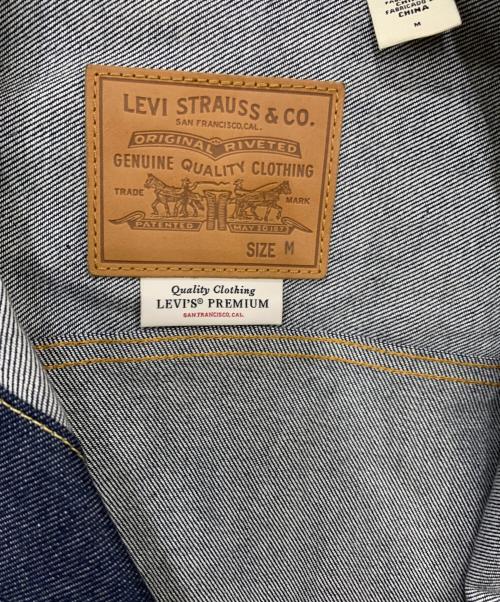 FABRICADO EN
CHINA
M
LEVI STRAUSS & CO.
SAN FRANCISCO, CAL.
ORIGINAL RIVETED
GENUINE QUALITY CLOTHING
TRADE MARK
PATENTED MAY 20 1873
SIZE M
Quality Clothing
LEVI'S® PREMIUM
SAN FRANCISCO, CAL.